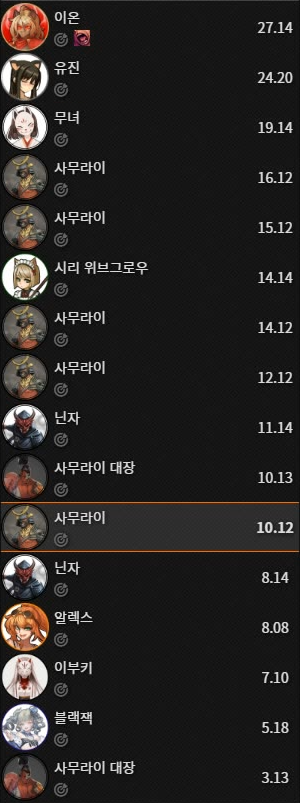 이온
27.14
유진
24.20
무녀
19.14
사무라이
16.12
사무라이
15.12
시리 위브그로우
14.14
사무라이
14.12
사무라이
12.12
닌자
11.14
사무라이 대장
10.13
사무라이
10.12
닌자
8.14
알렉스
8.08
이부키
7.10
블랙잭
5.18
사무라이 대장
3.13